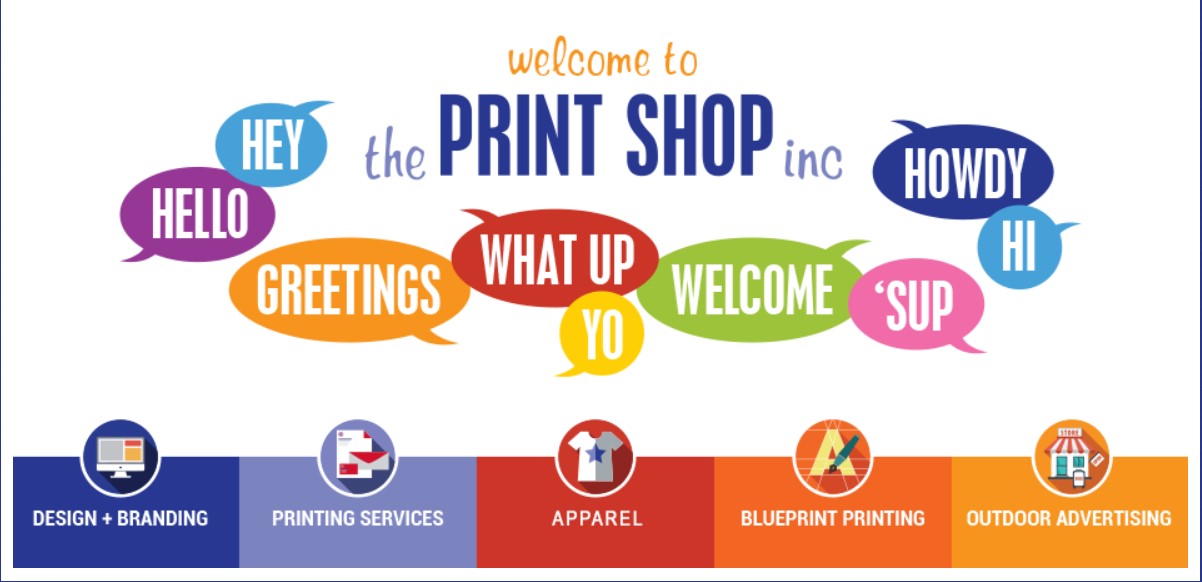 welcome to
the PRINT SHOP inc
HEY
HELLO
GREETINGS
WHAT UP
YO
WELCOME
'SUP
HOWDY
HI
STORE
A
DESIGN + BRANDING
PRINTING SERVICES
APPAREL
BLUEPRINT PRINTING
OUTDOOR ADVERTISING